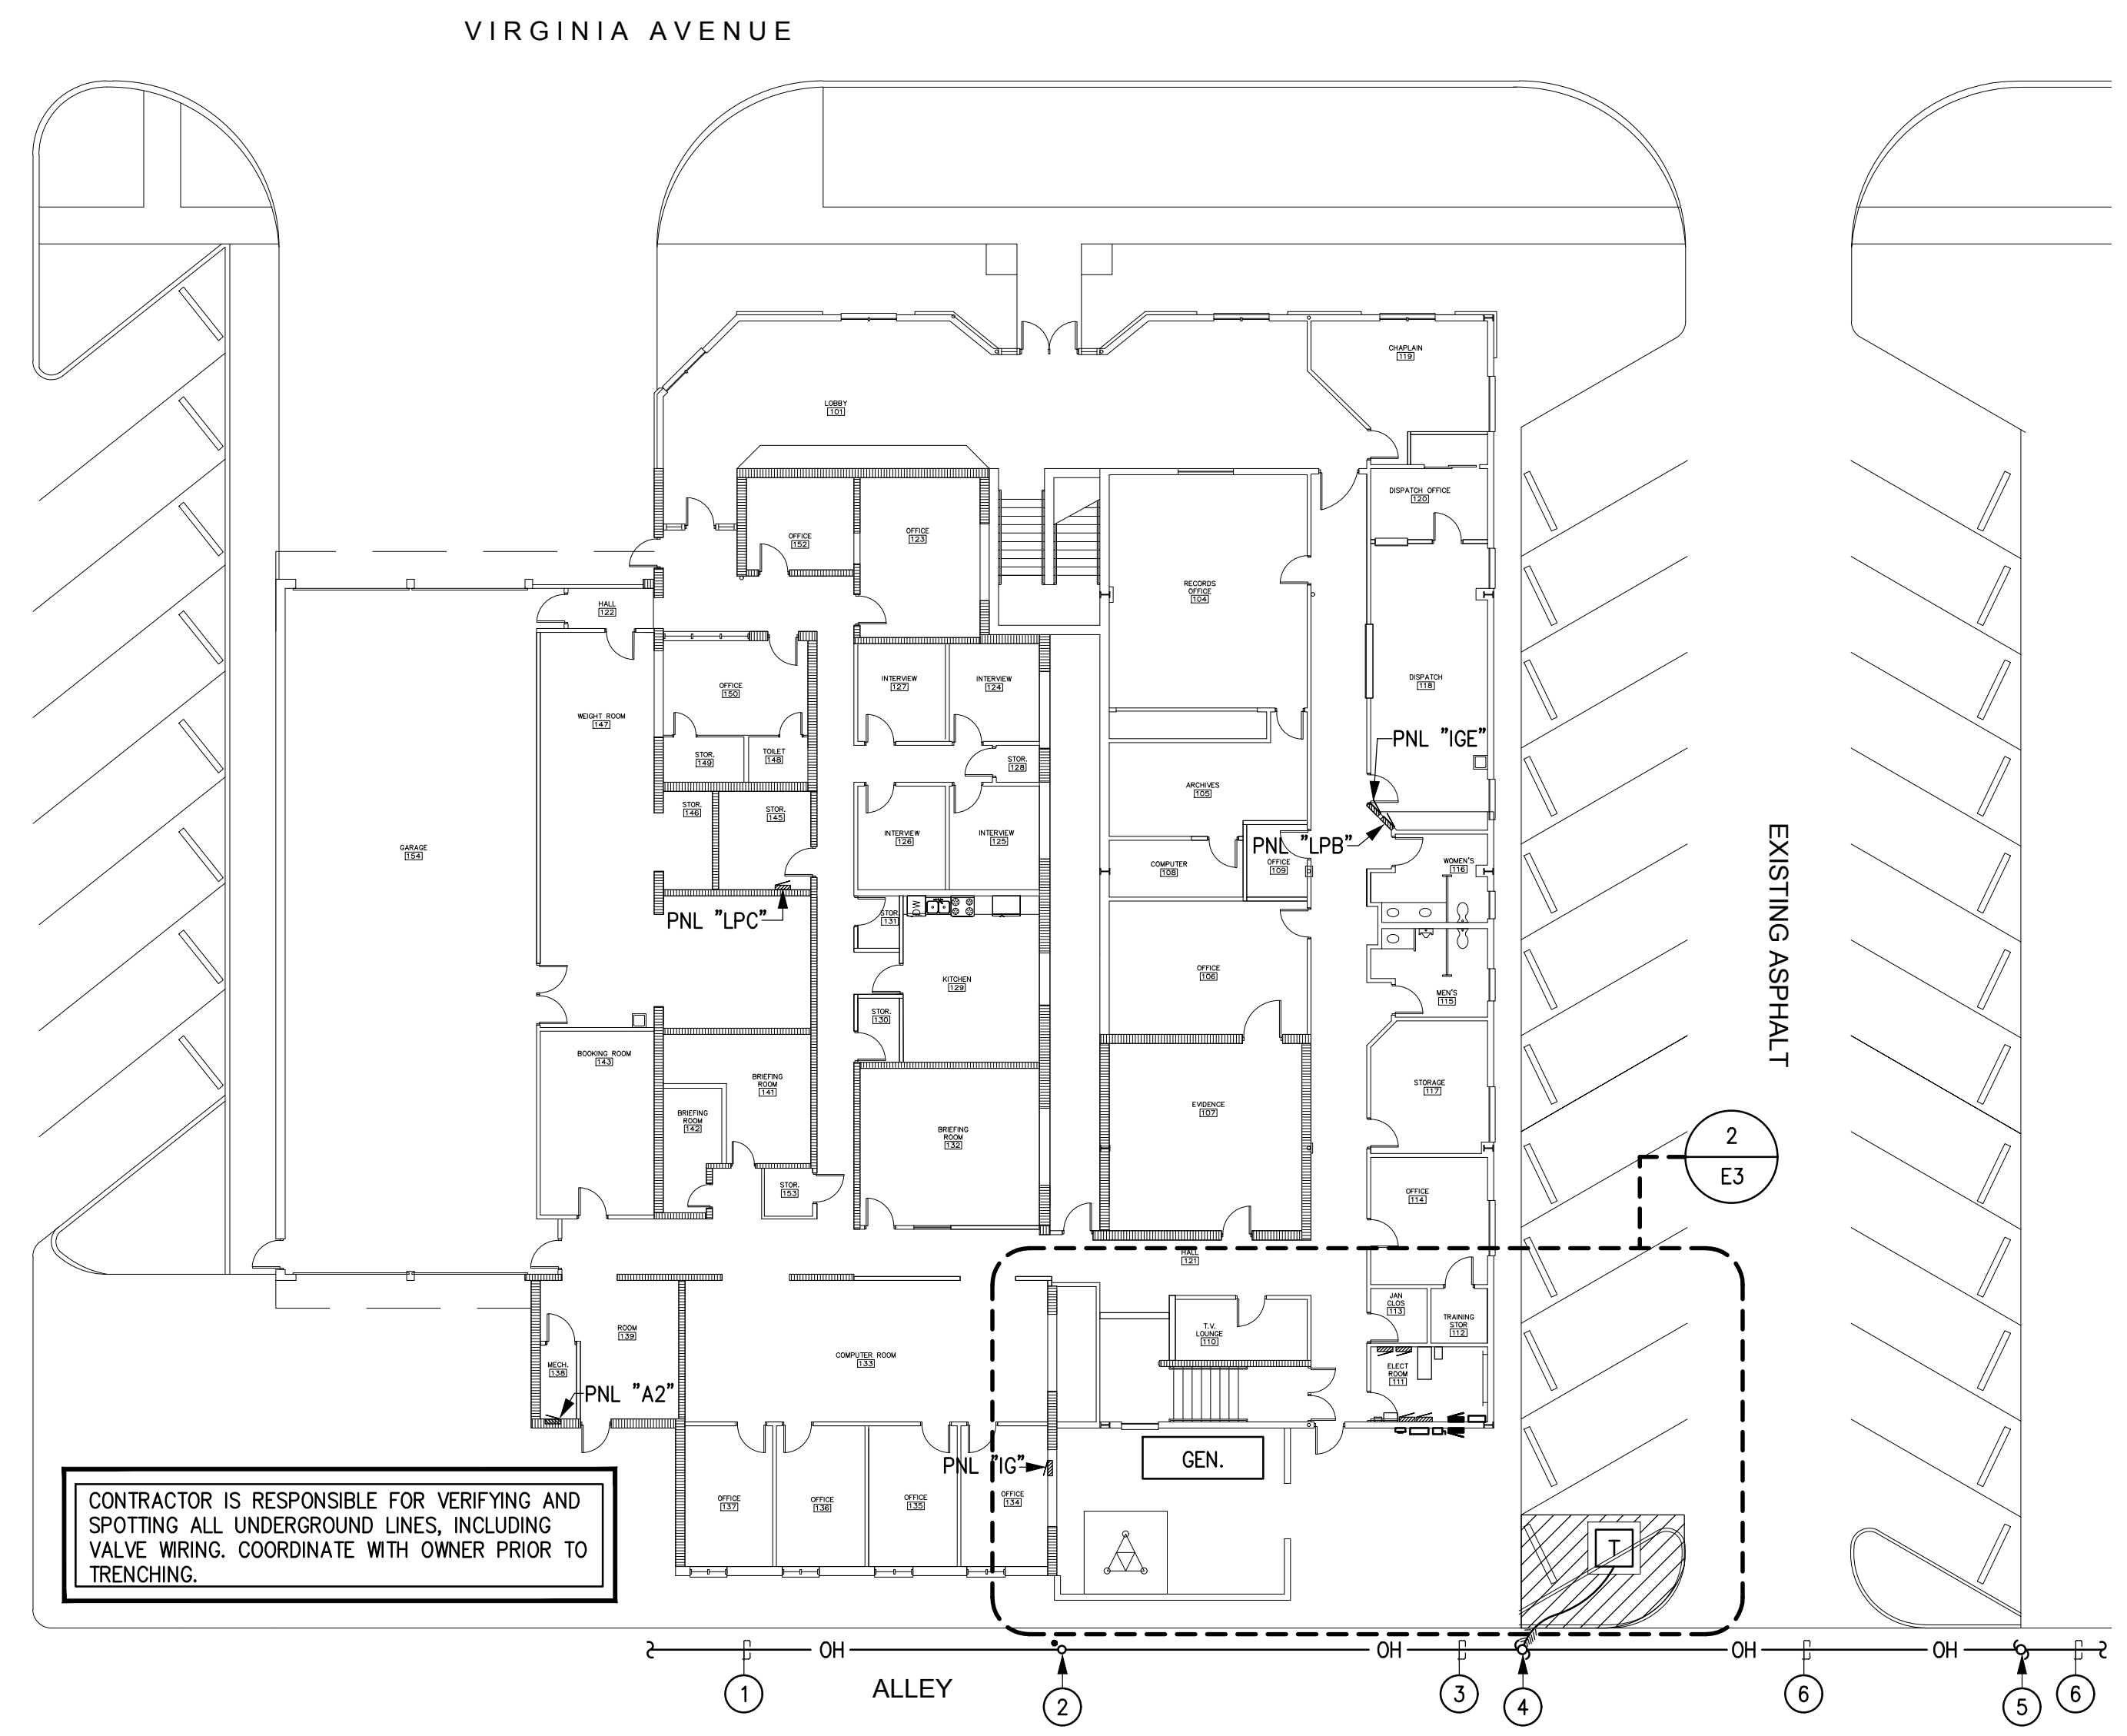 VIRGINIA AVENUE
CHAPLAIN
119
LOBBY
101
DISPATCH OFFICE
120
OFFICE
152
OFFICE
123
RECORDS
OFFICE
104
HALL
122
INTERVIEW
127
INTERVIEW
124
DISPATCH
118
OFFICE
150
WEIGHT ROOM
147
PNL "IGE"
STOR.
149
TOILET
148
STOR.
128
ARCHIVES
105
STOR.
146
STOR.
145
INTERVIEW
126
INTERVIEW
125
PNL "LPB"
GARAGE
154
COMPUTER
108
OFFICE
109
WOMEN'S
116
EXISTING ASPHALT
PNL "LPC"
STOR.
131
DW
OFFICE
106
KITCHEN
129
MEN'S
115
STOR.
130
BOOKING ROOM
143
BRIEFING
ROOM
141
STORAGE
117
BRIEFING
ROOM
142
EVIDENCE
107
BRIEFING
ROOM
132
2
E3
STOR.
153
OFFICE
114
HALL
121
JAN
CLOS
113
TRAINING
STOR
112
ROOM
139
T.V.
LOUNGE
110
COMPUTER ROOM
133
MECH.
138
ELECT
ROOM
111
PNL "A2"
GEN.
PNL "IG"
OFFICE
137
OFFICE
136
OFFICE
135
OFFICE
134
CONTRACTOR IS RESPONSIBLE FOR VERIFYING AND
SPOTTING ALL UNDERGROUND LINES, INCLUDING
VALVE WIRING. COORDINATE WITH OWNER PRIOR TO
TRENCHING.
T
OH
OH
OH
OH
ALLEY
1
2
3
4
6
5
6